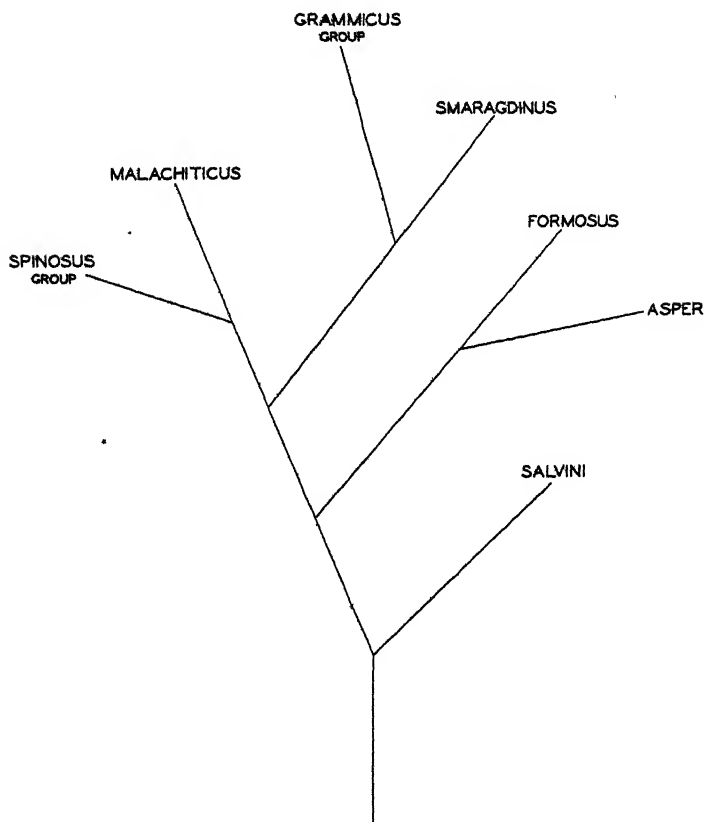 GRAMMICUS
GROUP
SMARAGDINUS
MALACHITICUS
FORMOSUS
SPINOSUS
GROUP
ASPER
SALVINI